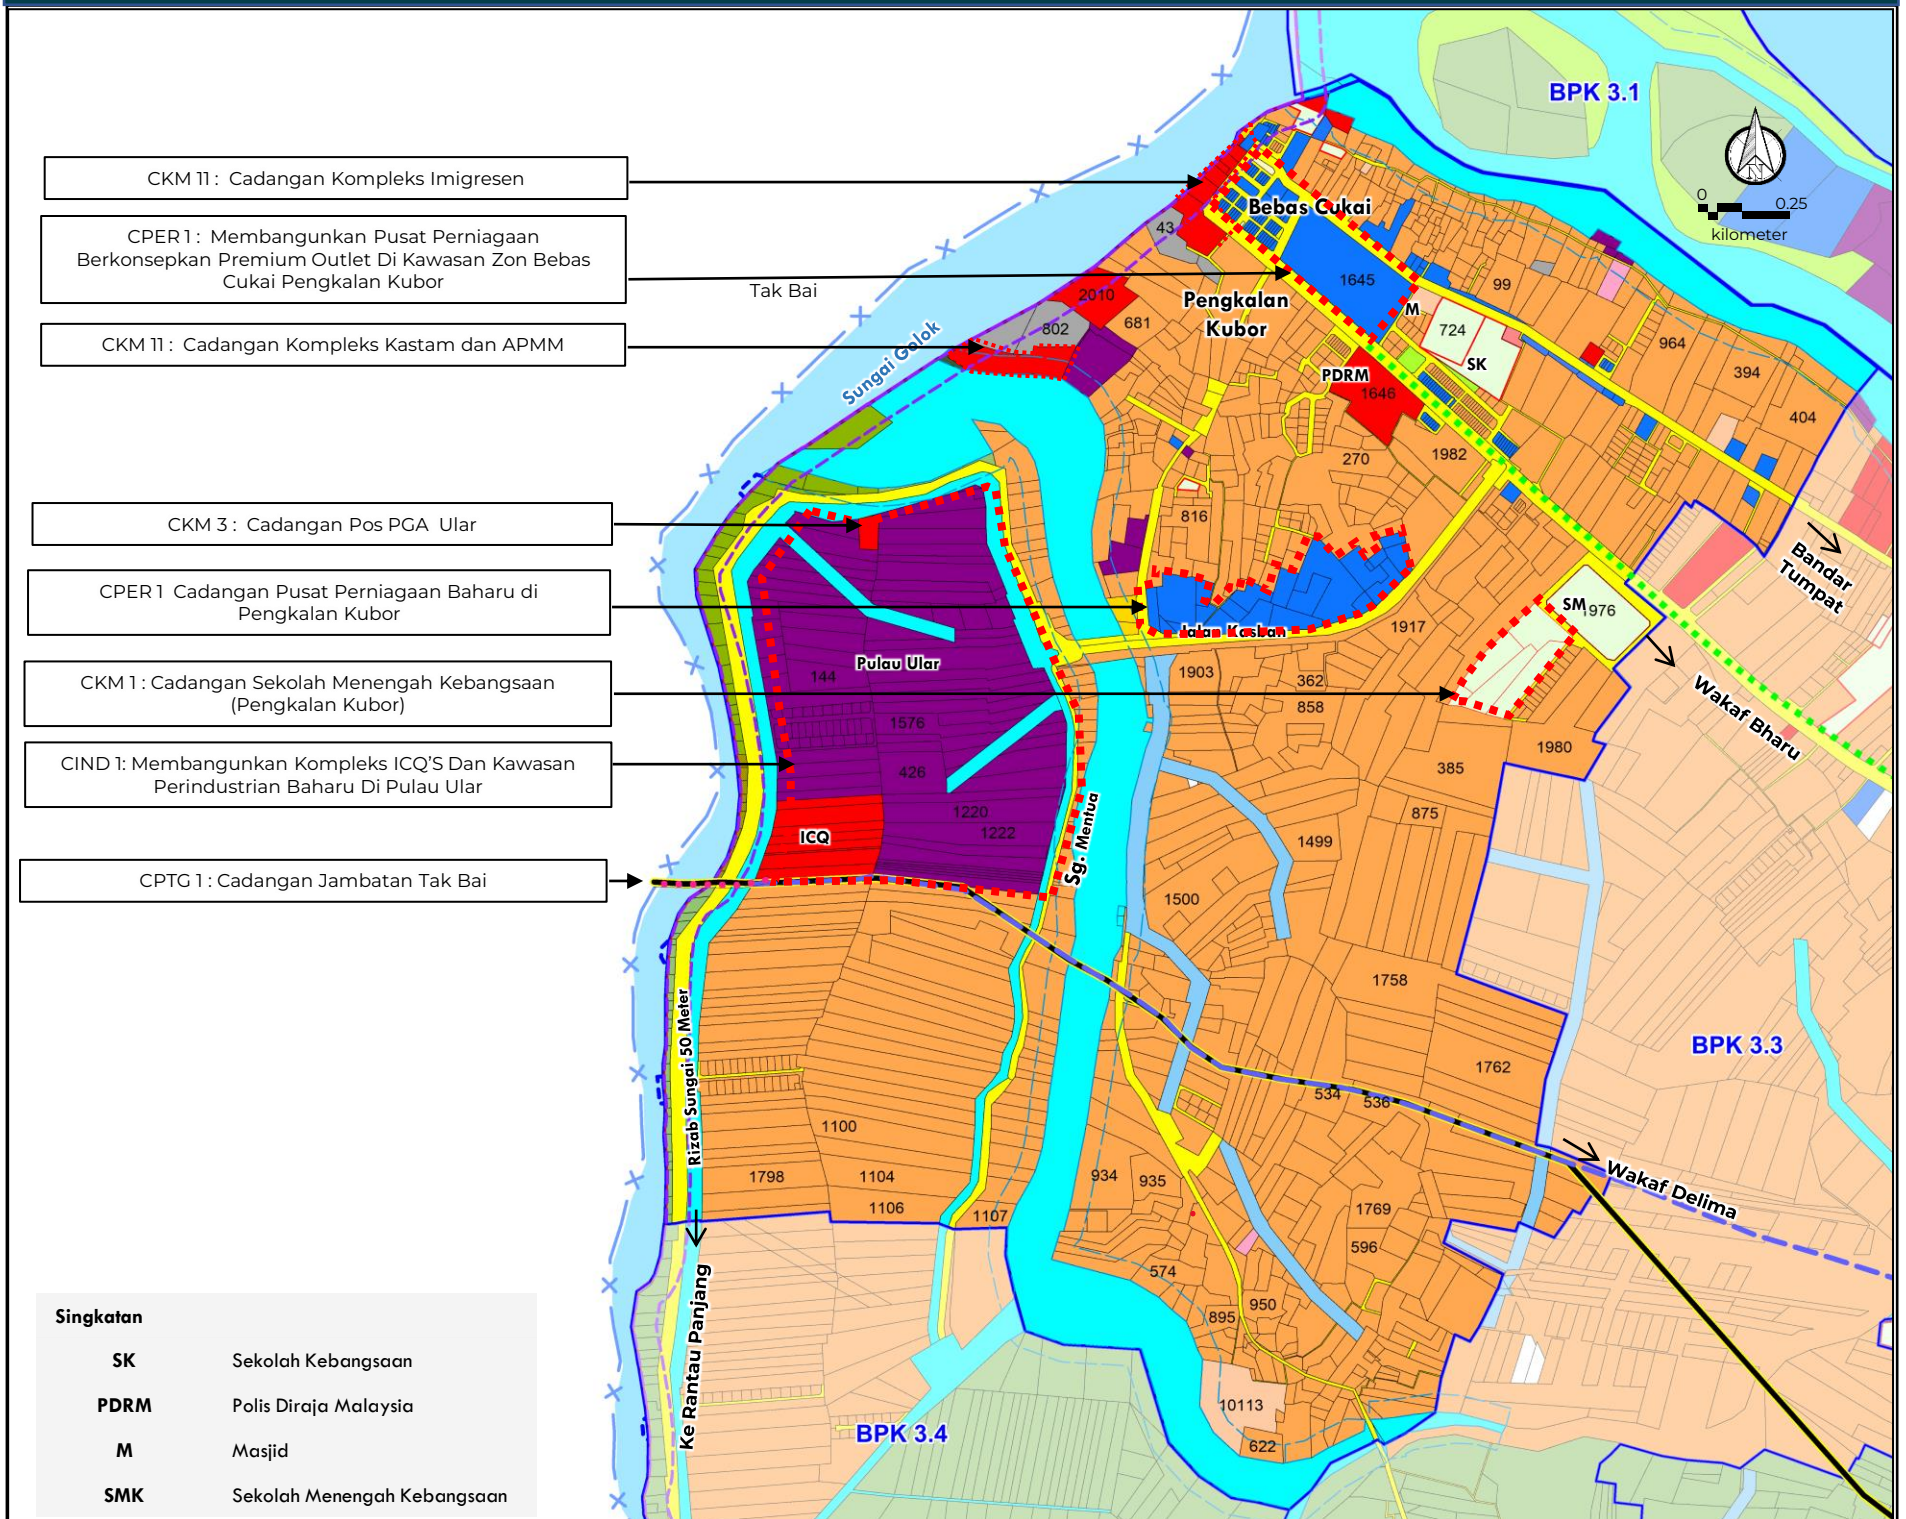 BPK 3.1
0
0.25
kilometer
N
CKM 11 : Cadangan Kompleks Imigresen
CPER 1 : Membangunkan Pusat Perniagaan
Berkonsepkan Premium Outlet Di Kawasan Zon Bebas
Cukai Pengkalan Kubor
CKM 11 : Cadangan Kompleks Kastam dan APMM
CKM 3 : Cadangan Pos PGA Ular
CPER 1 Cadangan Pusat Perniagaan Baharu di
Pengkalan Kubor
CKM 1 : Cadangan Sekolah Menengah Kebangsaan
(Pengkalan Kubor)
CIND 1: Membangunkan Kompleks ICQ'S Dan Kawasan
Perindustrian Baharu Di Pulau Ular
CPTG 1 : Cadangan Jambatan Tak Bai
Tak Bai
Sungai Golok
Bebas Cukai
43
1645
99
Pengkalan
Kubor
M
2010
681
802
724
964
SK
394
PDRM
1646
404
270
1982
816
Bandar
Tumpat
SM
1976
Jalan Kasban
1917
Pulau Ular
144
1903
362
858
Wakaf Bharu
1576
1980
426
385
1220
1222
875
ICQ
1499
Sg. Mentua
1500
1758
Rizab Sungai 50 Meter
BPK 3.3
1762
534
536
1100
1798
1104
934
935
Wakaf Delima
1106
1107
1769
596
574
Ke Rantau Panjang
950
895
10113
622
BPK 3.4
Singkatan
SK Sekolah Kebangsaan
PDRM Polis Diraja Malaysia
M Masjid
SMK Sekolah Menengah Kebangsaan